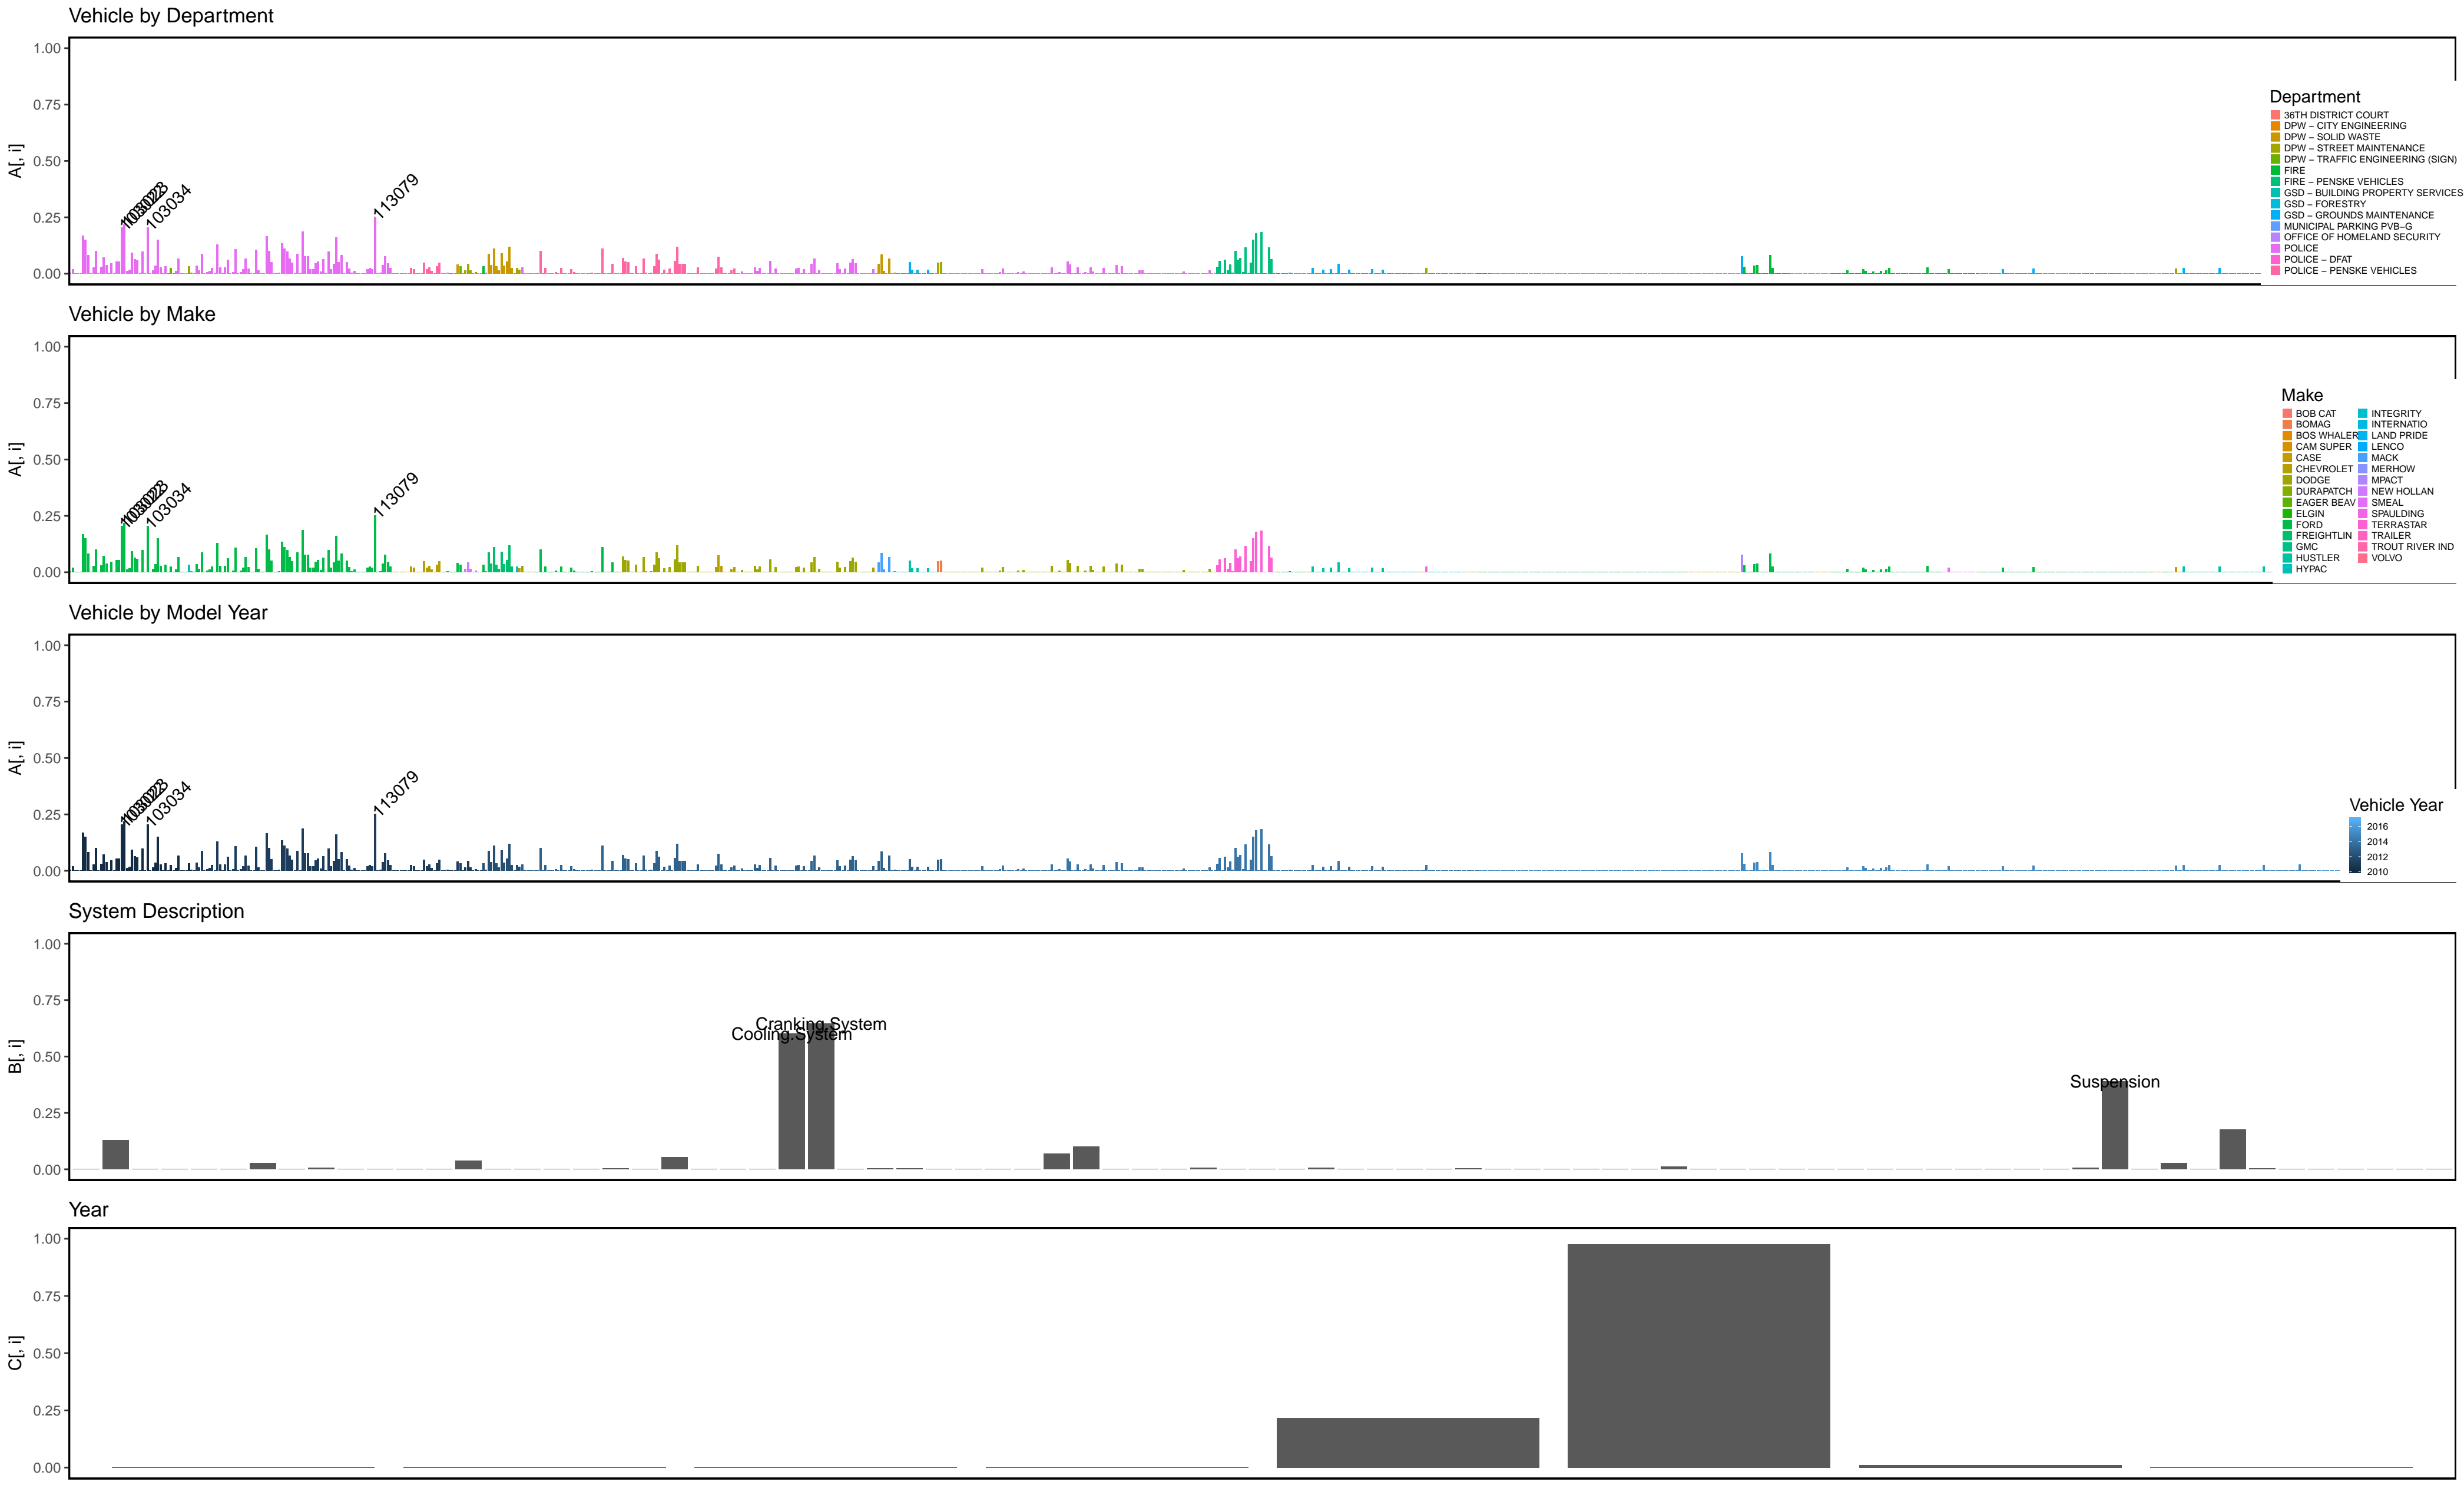 Vehicle by Department
A[, i]
1.00
0.75
0.50
0.25
0.00
103034
113079
Department
36TH DISTRICT COURT
DPW – CITY ENGINEERING
DPW – SOLID WASTE
DPW – STREET MAINTENANCE
DPW – TRAFFIC ENGINEERING (SIGN)
FIRE
FIRE – PENSKE VEHICLES
GSD – BUILDING PROPERTY SERVICES
GSD – FORESTRY
GSD – GROUNDS MAINTENANCE
MUNICIPAL PARKING PVB–G
OFFICE OF HOMELAND SECURITY
POLICE
POLICE – DFAT
POLICE – PENSKE VEHICLES
Vehicle by Make
A[, i]
1.00
0.75
0.50
0.25
0.00
103034
113079
Make
BOB CAT INTEGRITY
BOMAG INTERNATIO
BOS WHALER LAND PRIDE
CAM SUPER LENCO
CASE MACK
CHEVROLET MERHOW
DODGE MPACT
DURAPATCH NEW HOLLAN
EAGER BEAV SMEAL
ELGIN SPAULDING
FORD TERRASTAR
FREIGHTLIN TRAILER
GMC TROUT RIVER IND
HUSTLER VOLVO
HYPAC
Vehicle by Model Year
A[, i]
1.00
0.75
0.50
0.25
0.00
103034
113079
Vehicle Year
2016
2014
2012
2010
System Description
B[, i]
1.00
0.75
0.50
0.25
0.00
Cranking.System
Cooling.System
Suspension
Year
C[, i]
1.00
0.75
0.50
0.25
0.00